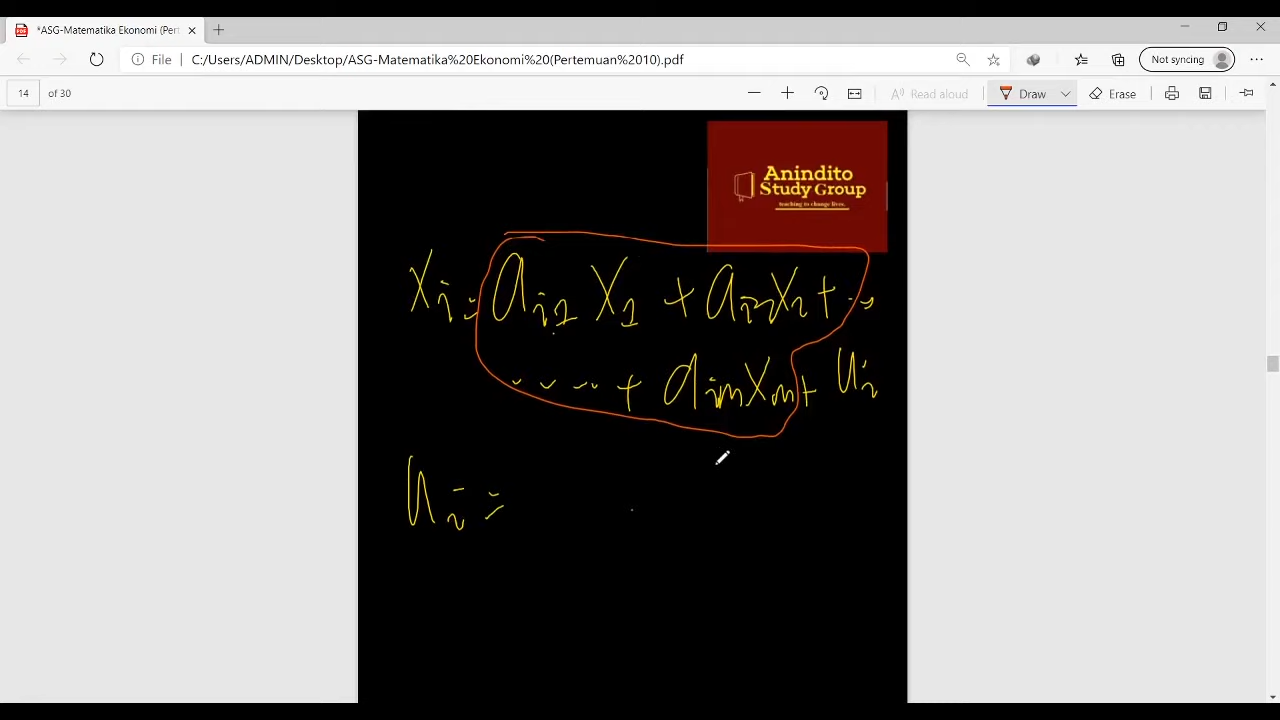 *ASG-Matematika Ekonomi (Pert
File C:/Users/ADMIN/Desktop/ASG-Matematika%20Ekonomi%20(Pertemuan%2010).pdf Not syncing
14 of 30 Read aloud Draw Erase
Anindito
Study Group
teaching to change lives.
Xi = ai1 X1 + ai2X2 + ..
..... + aimXm + Ui
Ui =